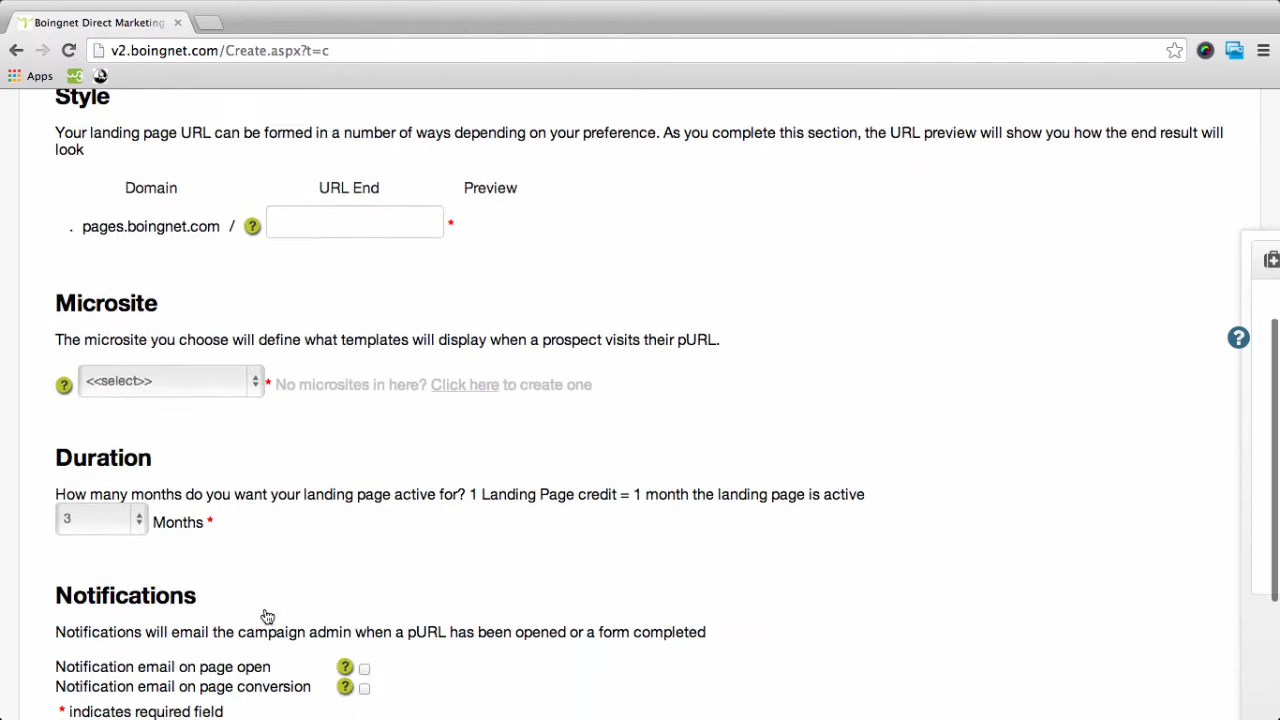 Boingnet Direct Marketing
v2.boingnet.com/Create.aspx?t=c
Apps
Style
Your landing page URL can be formed in a number of ways depending on your preference. As you complete this section, the URL preview will show you how the end result will
look
Domain URL End Preview
. pages.boingnet.com / ? *
Microsite
The microsite you choose will define what templates will display when a prospect visits their pURL.
? <<select>> * No microsites in here? Click here to create one
?
Duration
How many months do you want your landing page active for? 1 Landing Page credit = 1 month the landing page is active
3 Months *
Notifications
Notifications will email the campaign admin when a pURL has been opened or a form completed
Notification email on page open ?
Notification email on page conversion ?
* indicates required field